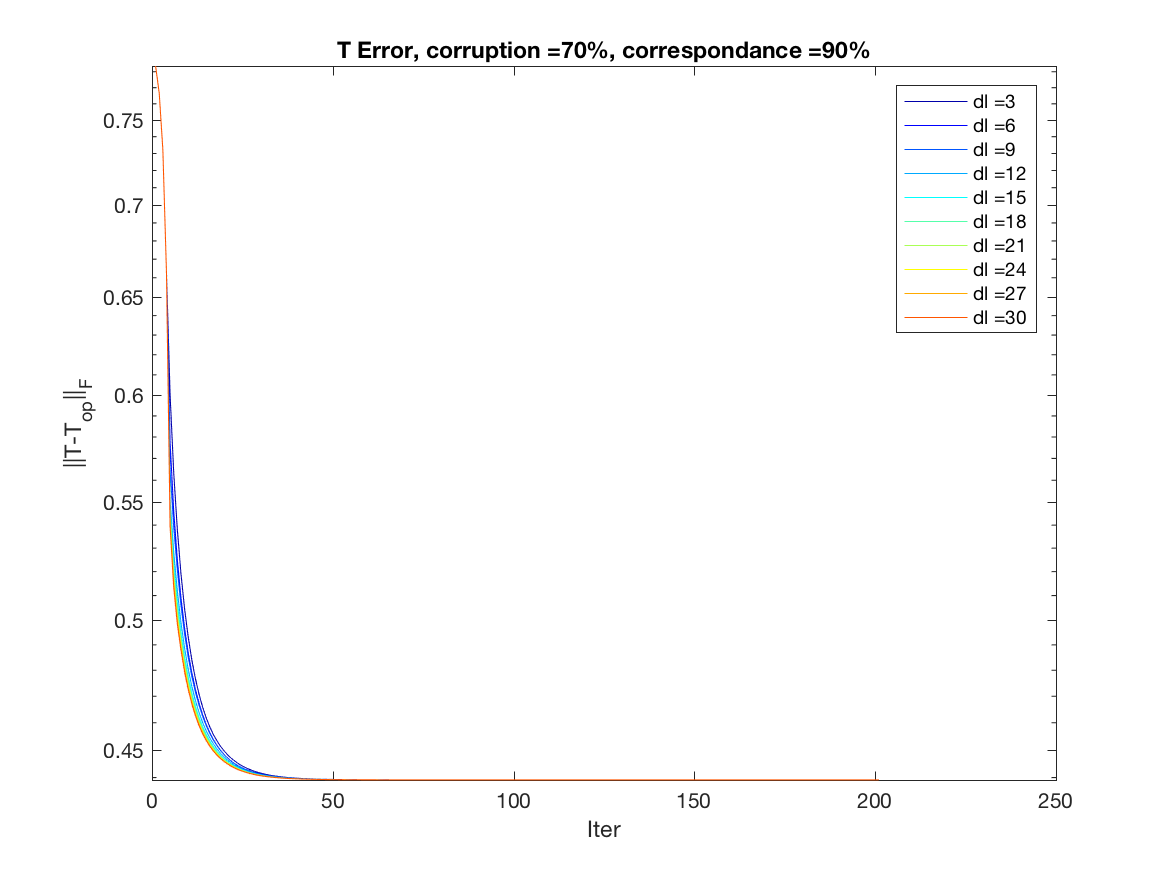 T Error, corruption =70%, correspondance =90%
dl =3
dl =6
dl =9
dl =12
dl =15
dl =18
dl =21
dl =24
dl =27
dl =30
0.75
0.7
0.65
0.6
0.55
0.5
0.45
||T-T_op||_F
0 50 100 150 200 250
Iter